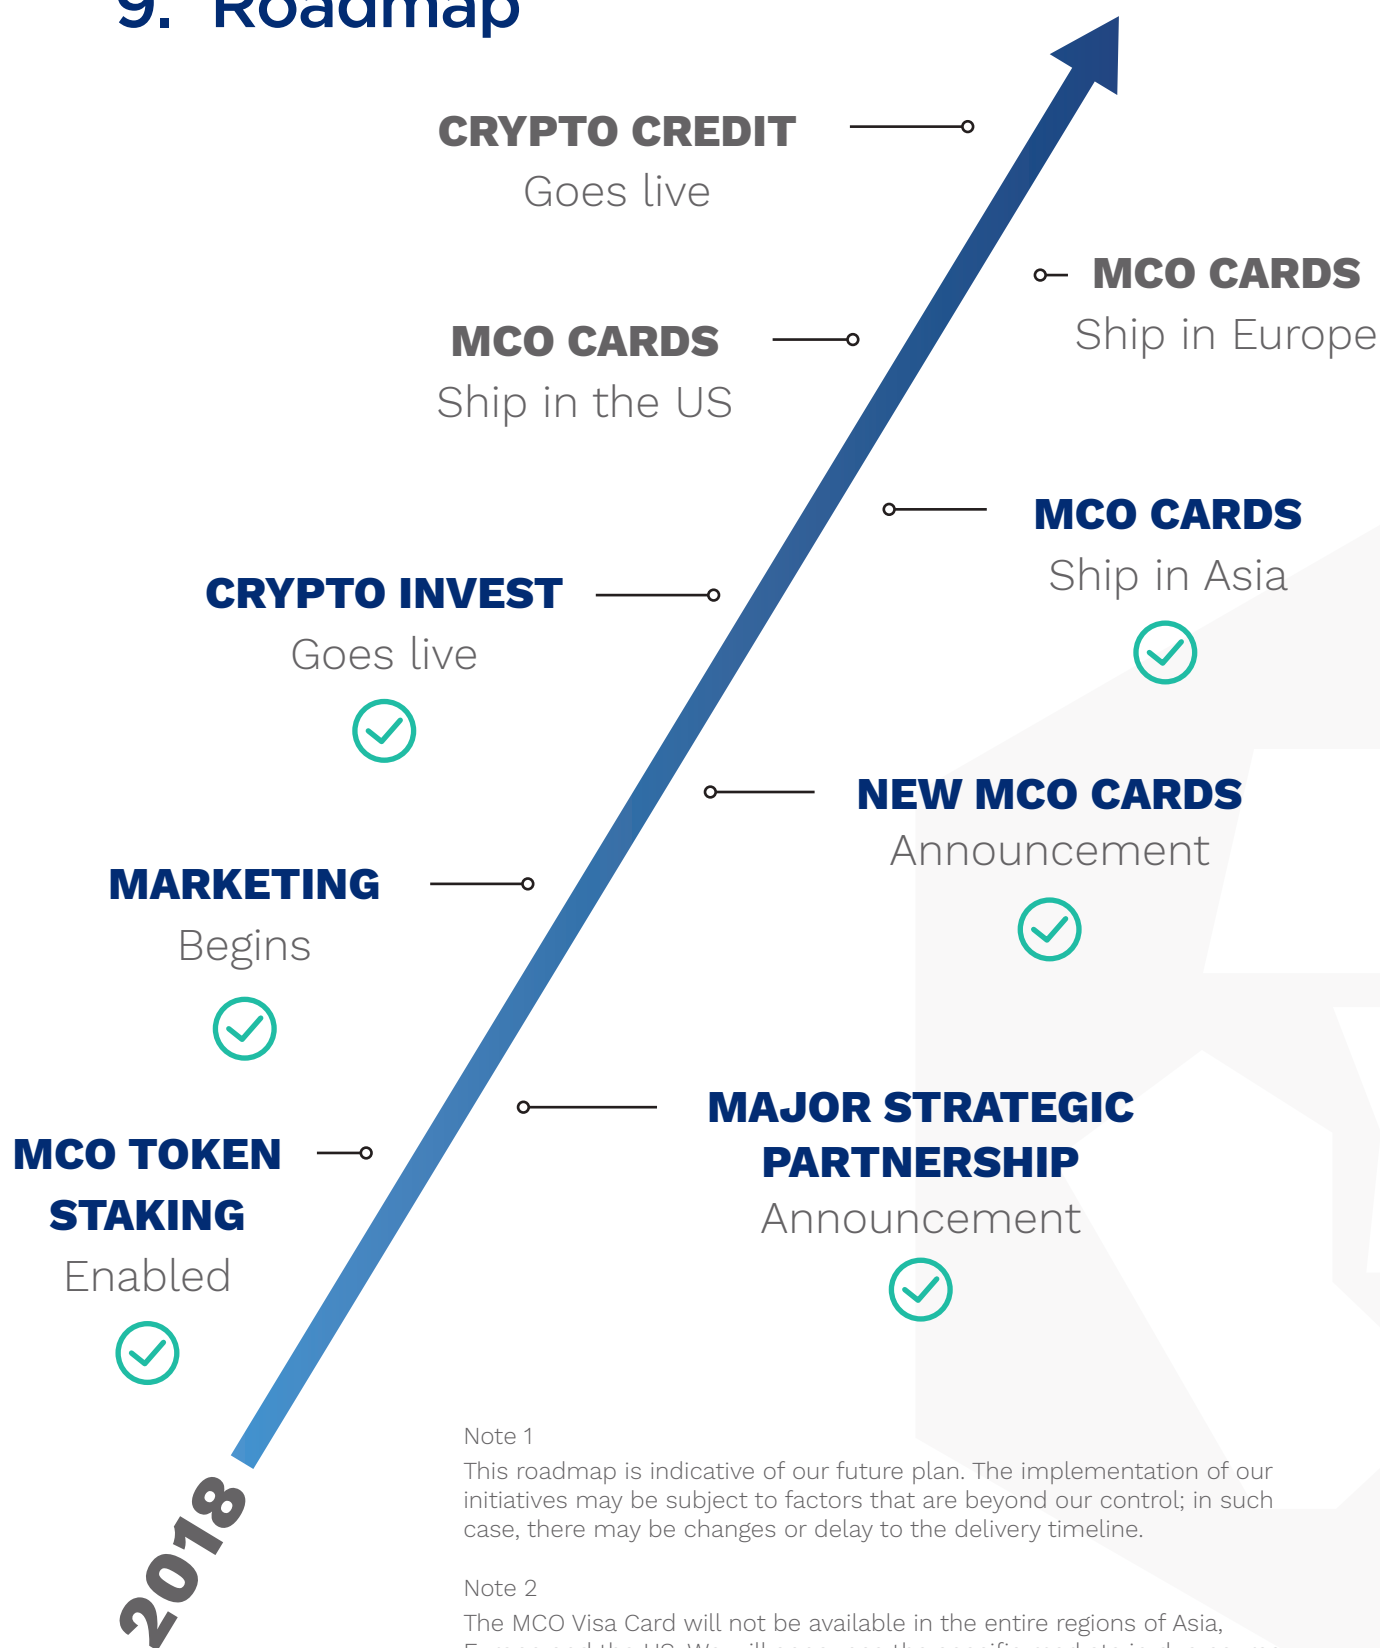 9. Roadmap
CRYPTO CREDIT
Goes live
MCO CARDS
Ship in Europe
MCO CARDS
Ship in the US
MCO CARDS
Ship in Asia
CRYPTO INVEST
Goes live
NEW MCO CARDS
Announcement
MARKETING
Begins
MAJOR STRATEGIC
PARTNERSHIP
Announcement
MCO TOKEN
STAKING
Enabled
2018
Note 1
This roadmap is indicative of our future plan. The implementation of our
initiatives may be subject to factors that are beyond our control; in such
case, there may be changes or delay to the delivery timeline.
Note 2
The MCO Visa Card will not be available in the entire regions of Asia,